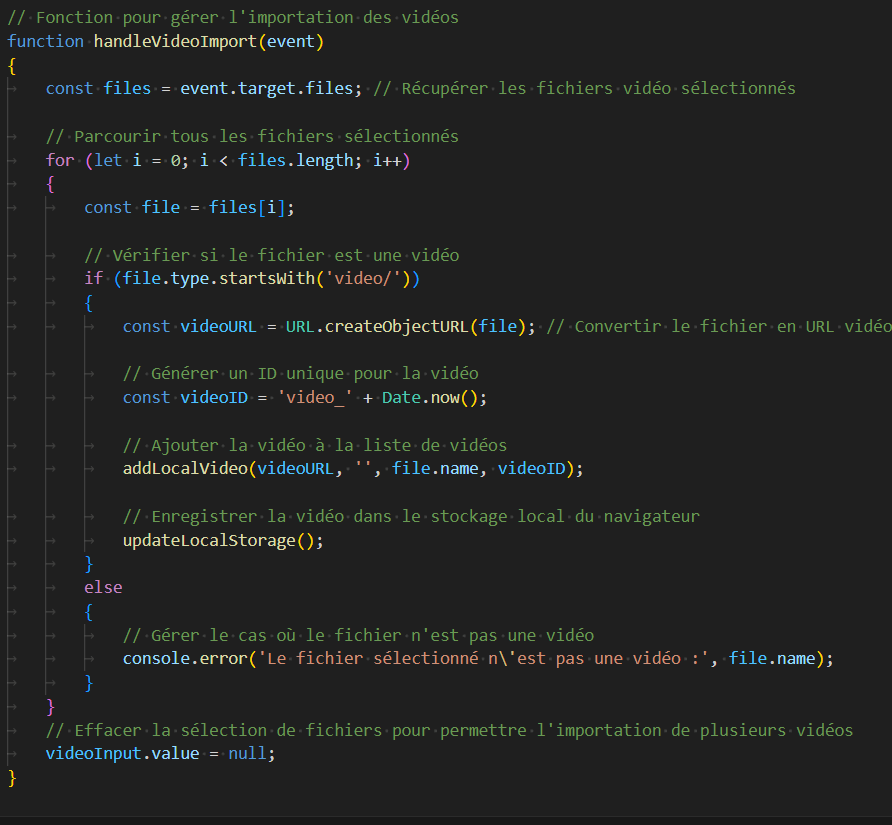 // Fonction pour gérer l'importation des vidéos
function handleVideoImport(event)
{
const files = event.target.files; // Récupérer les fichiers vidéo sélectionnés
// Parcourir tous les fichiers sélectionnés
for (let i = 0; i < files.length; i++)
{
const file = files[i];
// Vérifier si le fichier est une vidéo
if (file.type.startsWith('video/'))
{
const videoURL = URL.createObjectURL(file); // Convertir le fichier en URL vidéo
// Générer un ID unique pour la vidéo
const videoID = 'video_' + Date.now();
// Ajouter la vidéo à la liste de vidéos
addLocalVideo(videoURL, '', file.name, videoID);
// Enregistrer la vidéo dans le stockage local du navigateur
updateLocalStorage();
}
else
{
// Gérer le cas où le fichier n'est pas une vidéo
console.error('Le fichier sélectionné n\'est pas une vidéo :', file.name);
}
}
// Effacer la sélection de fichiers pour permettre l'importation de plusieurs vidéos
videoInput.value = null;
}